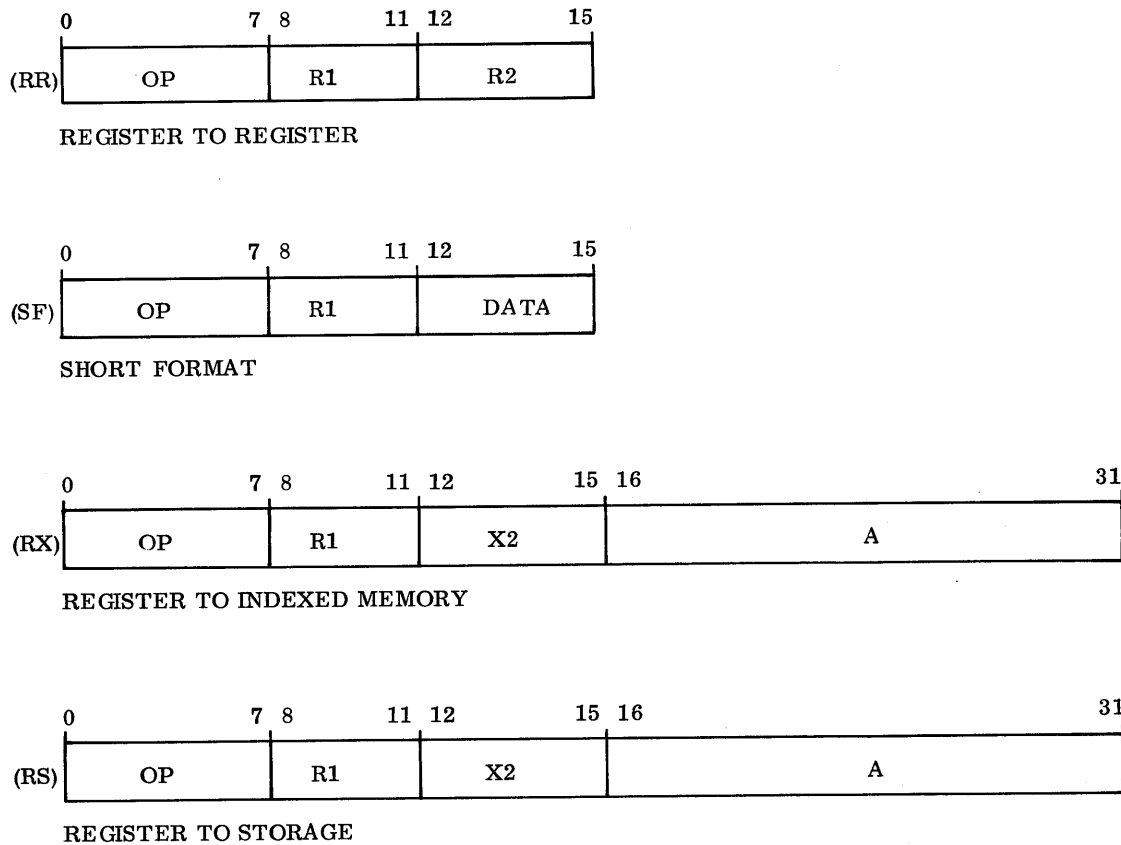 0 7 8 11 12 15
(RR) OP R1 R2
REGISTER TO REGISTER
0 7 8 11 12 15
(SF) OP R1 DATA
SHORT FORMAT
0 7 8 11 12 15 16 31
(RX) OP R1 X2 A
REGISTER TO INDEXED MEMORY
0 7 8 11 12 15 16 31
(RS) OP R1 X2 A
REGISTER TO STORAGE